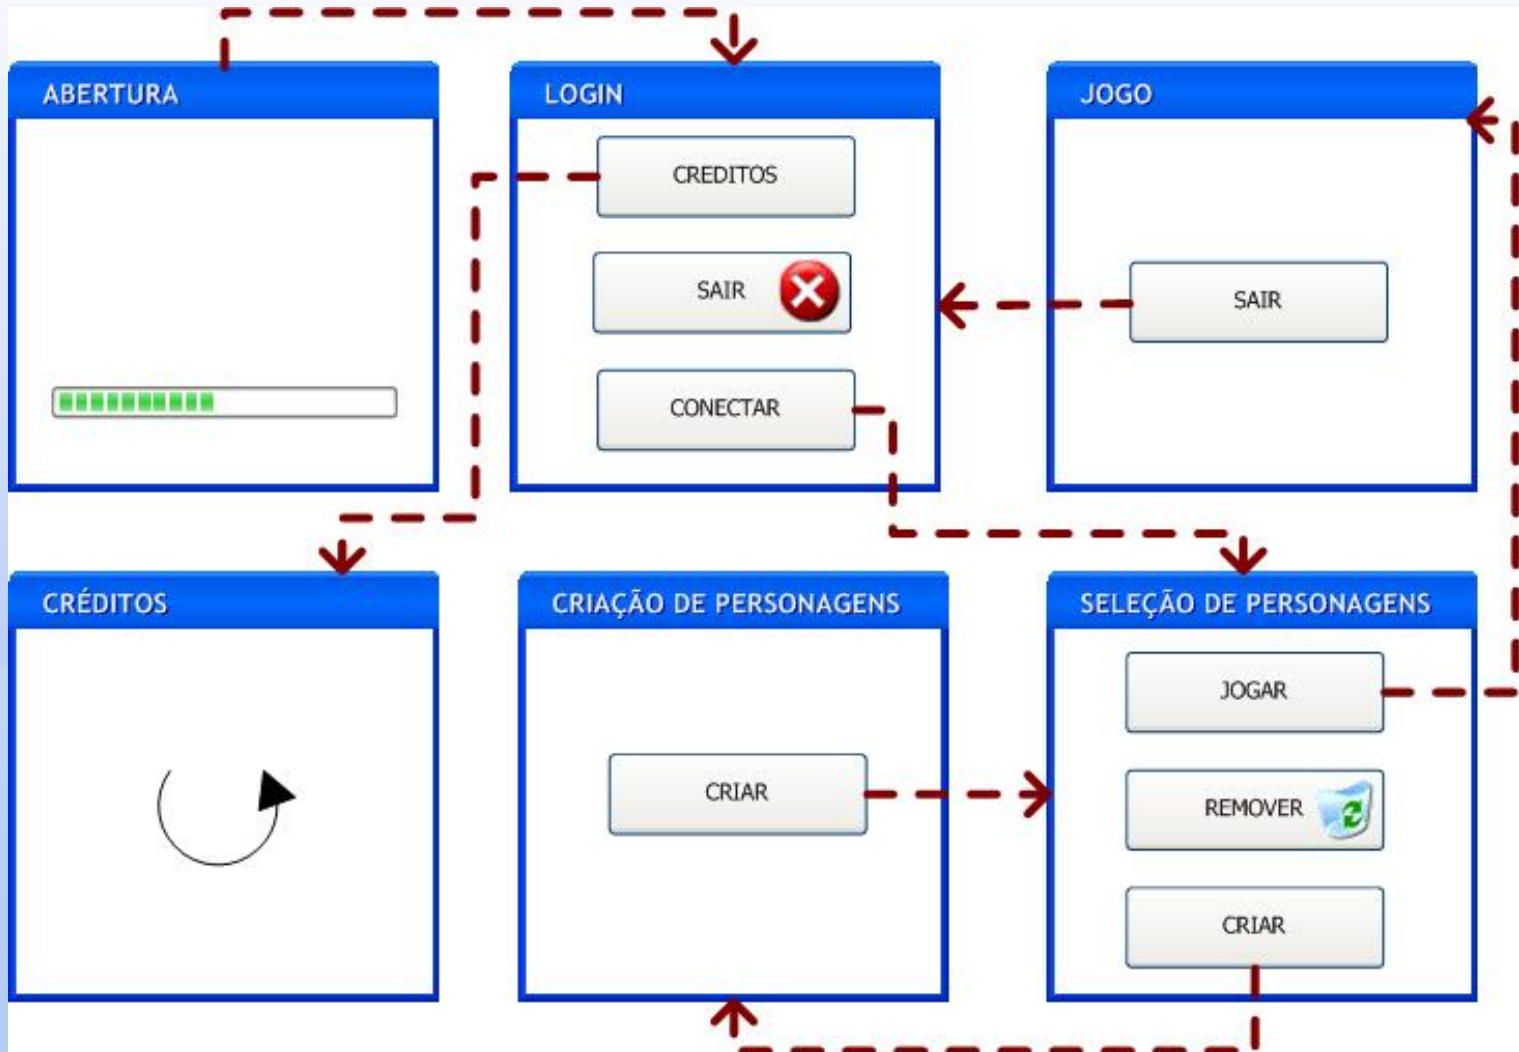 ABERTURA
LOGIN
CREDITOS
SAIR
CONECTAR
JOGO
SAIR
CRÉDITOS
CRIAÇÃO DE PERSONAGENS
CRIAR
SELEÇÃO DE PERSONAGENS
JOGAR
REMOVER
CRIAR